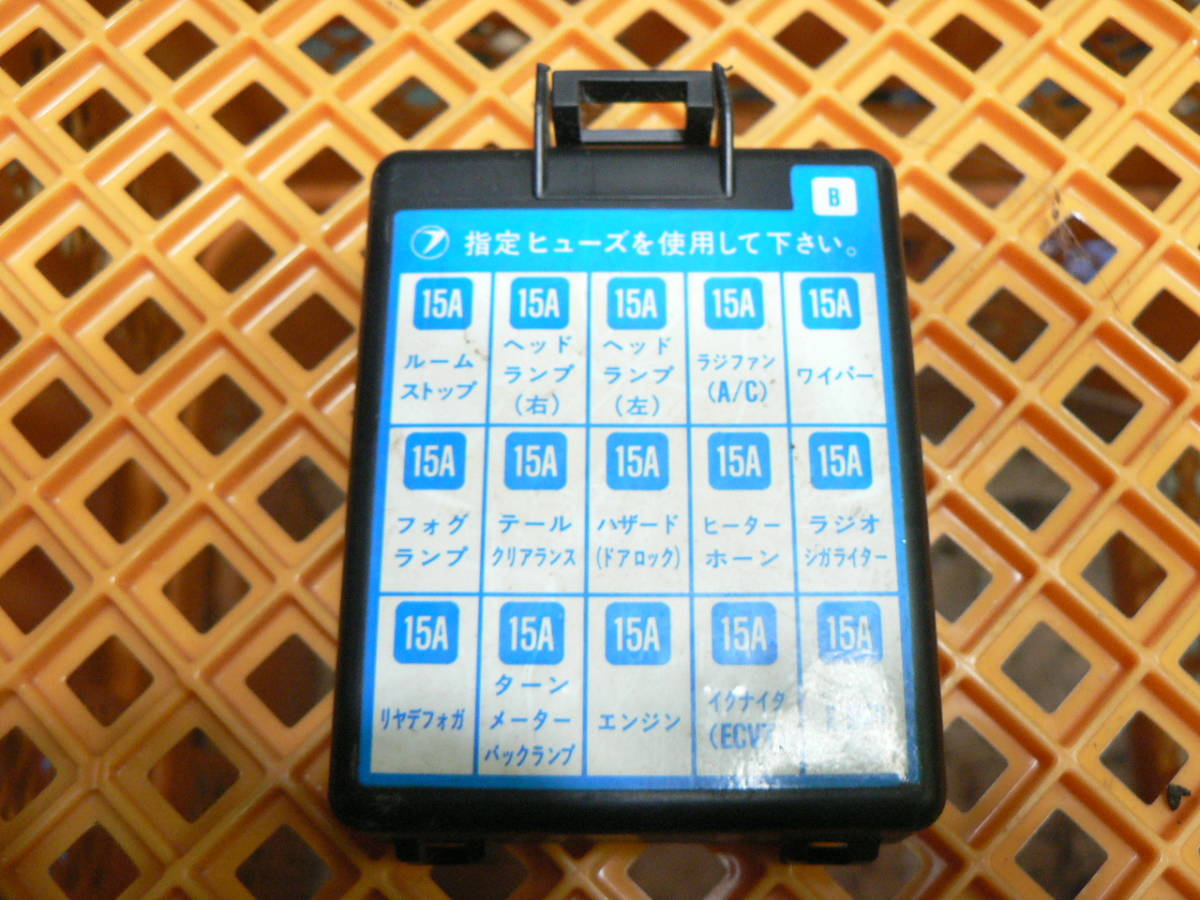 B
指定ヒューズを使用して下さい。
15A 15A 15A 15A 15A
ルーム
ストップ
ヘッド
ランプ
(右)
ヘッド
ランプ
(左)
ラジファン
(A/C)
ワイパー
15A 15A 15A 15A 15A
フォグ
ランプ
テール
クリアランス
ハザード
(ドアロック)
ヒーター
ホーン
ラジオ
シガライター
15A 15A 15A 15A 15A
リヤデフォガ
ターン
メーター
バックランプ
エンジン
イクナイタ